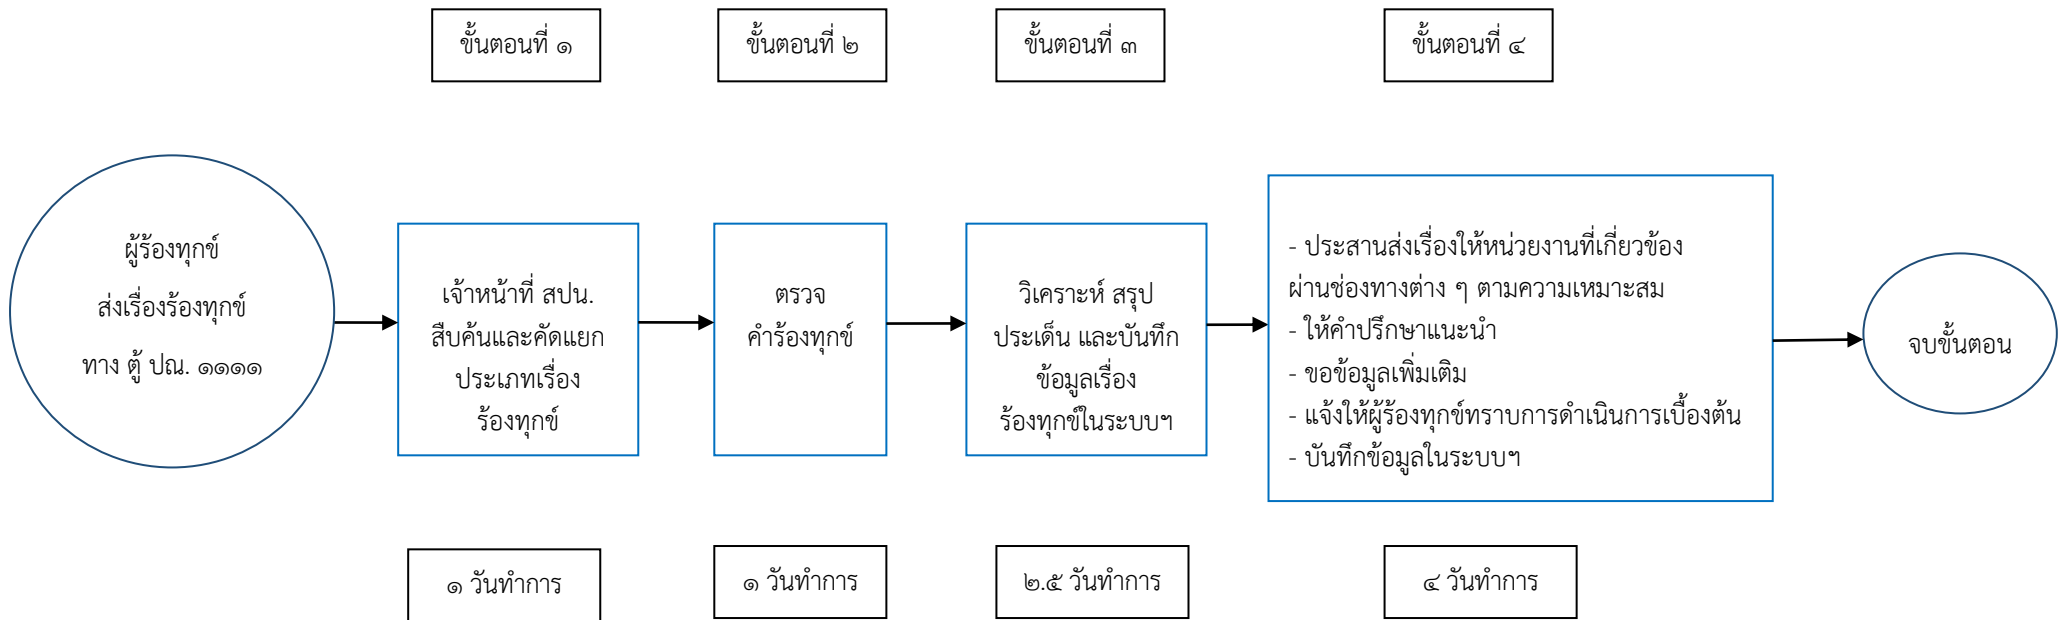 ขั้นตอนที่ ๑
ขั้นตอนที่ ๒
ขั้นตอนที่ ๓
ขั้นตอนที่ ๔
ผู้ร้องทุกข์
ส่งเรื่องร้องทุกข์
ทาง ตู้ ปณ. ๑๑๑๑
เจ้าหน้าที่ สปน.
สืบค้นและคัดแยก
ประเภทเรื่อง
ร้องทุกข์
ตรวจ
คำร้องทุกข์
วิเคราะห์ สรุป
ประเด็น และบันทึก
ข้อมูลเรื่อง
ร้องทุกข์ในระบบฯ
- ประสานส่งเรื่องให้หน่วยงานที่เกี่ยวข้อง
ผ่านช่องทางต่าง ๆ ตามความเหมาะสม
- ให้คำปรึกษาแนะนำ
- ขอข้อมูลเพิ่มเติม
- แจ้งให้ผู้ร้องทุกข์ทราบการดำเนินการเบื้องต้น
- บันทึกข้อมูลในระบบฯ
จบขั้นตอน
๑ วันทำการ
๑ วันทำการ
๒.๕ วันทำการ
๔ วันทำการ